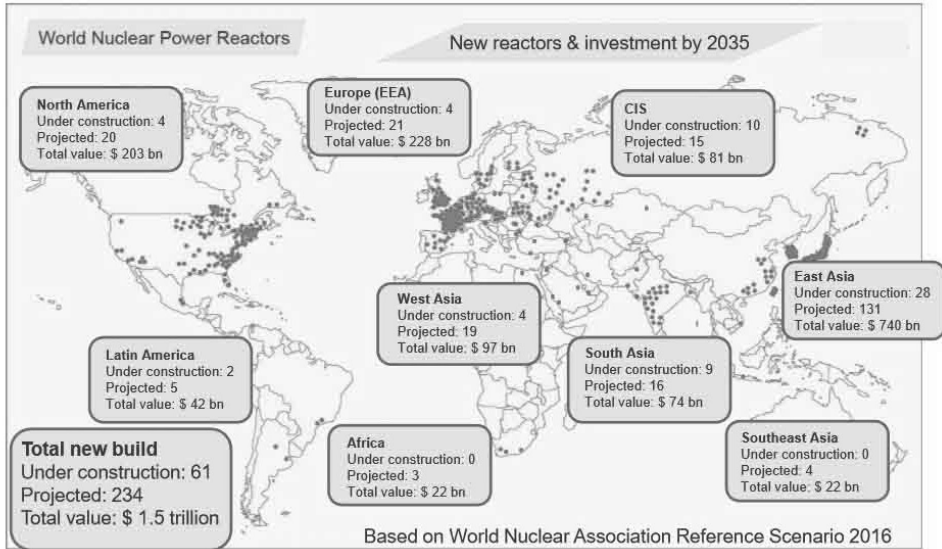 World Nuclear Power Reactors
New reactors & investment by 2035
North America
Under construction: 4
Projected: 20
Total value: $ 203 bn
Europe (EEA)
Under construction: 4
Projected: 21
Total value: $ 228 bn
CIS
Under construction: 10
Projected: 15
Total value: $ 81 bn
West Asia
Under construction: 4
Projected: 19
Total value: $ 97 bn
East Asia
Under construction: 28
Projected: 131
Total value: $ 740 bn
Latin America
Under construction: 2
Projected: 5
Total value: $ 42 bn
South Asia
Under construction: 9
Projected: 16
Total value: $ 74 bn
Total new build
Under construction: 61
Projected: 234
Total value: $ 1.5 trillion
Africa
Under construction: 0
Projected: 3
Total value: $ 22 bn
Southeast Asia
Under construction: 0
Projected: 4
Total value: $ 22 bn
Based on World Nuclear Association Reference Scenario 2016